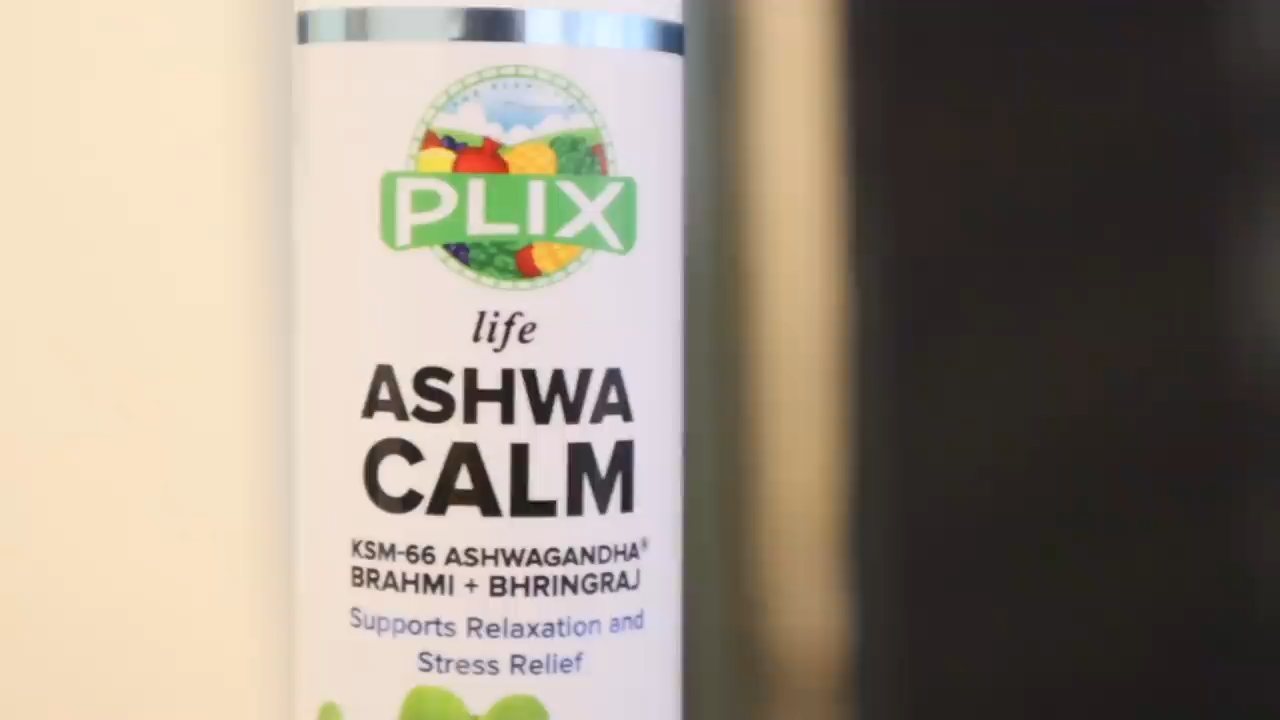 PLIX
life
ASHWA
CALM
KSM-66 ASHWAGANDHA®
BRAHMI + BHRINGRAJ
Supports Relaxation and
Stress Relief